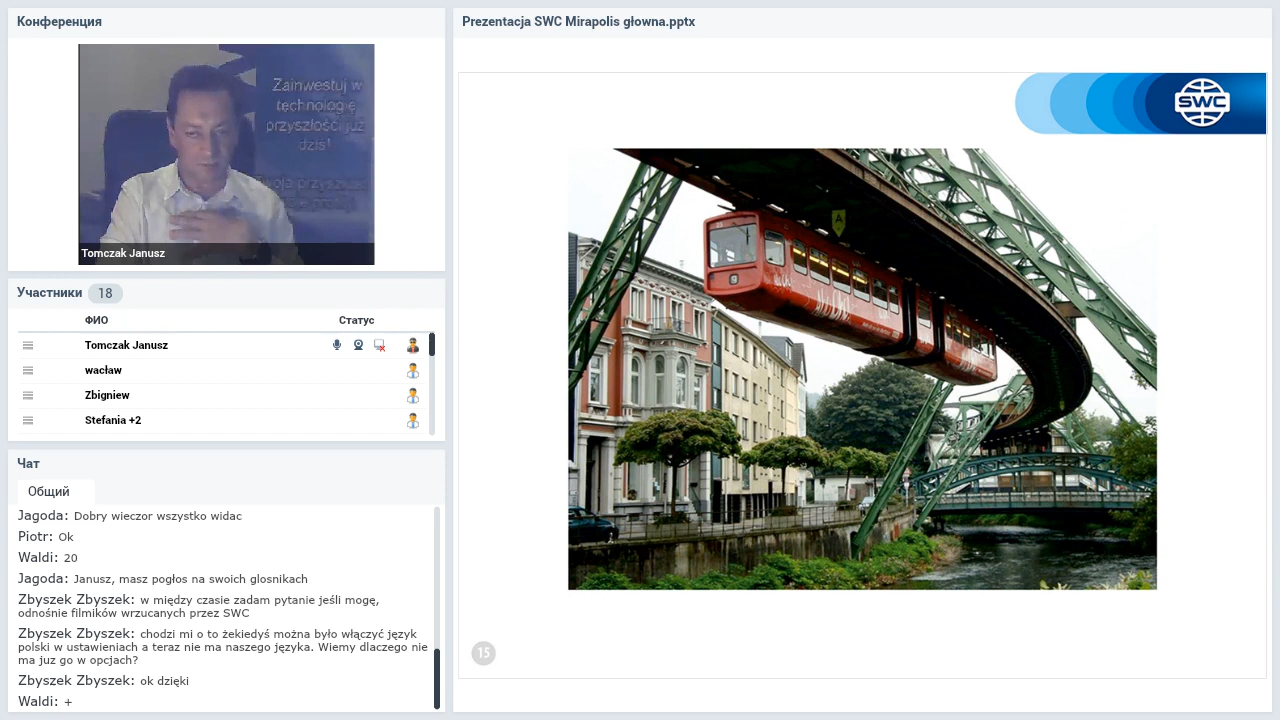 Конференция
Zainwestuj w
technologię
przyszłości już
dziś!
Tomczak Janusz
Участники 18
ФИО Статус
Tomczak Janusz
wacław
Zbigniew
Stefania +2
Чат
Общий
Jagoda: Dobry wieczor wszystko widac
Piotr: Ok
Waldi: 20
Jagoda: Janusz, masz pogłos na swoich glosnikach
Zbyszek Zbyszek: w między czasie zadam pytanie jeśli mogę,
odnośnie filmików wrzucanych przez SWC
Zbyszek Zbyszek: chodzi mi o to żekiedyś można było włączyć język
polski w ustawieniach a teraz nie ma naszego języka. Wiemy dlaczego nie
ma juz go w opcjach?
Zbyszek Zbyszek: ok dzięki
Waldi: +
Prezentacja SWC Mirapolis głowna.pptx
SWC
A
9
15